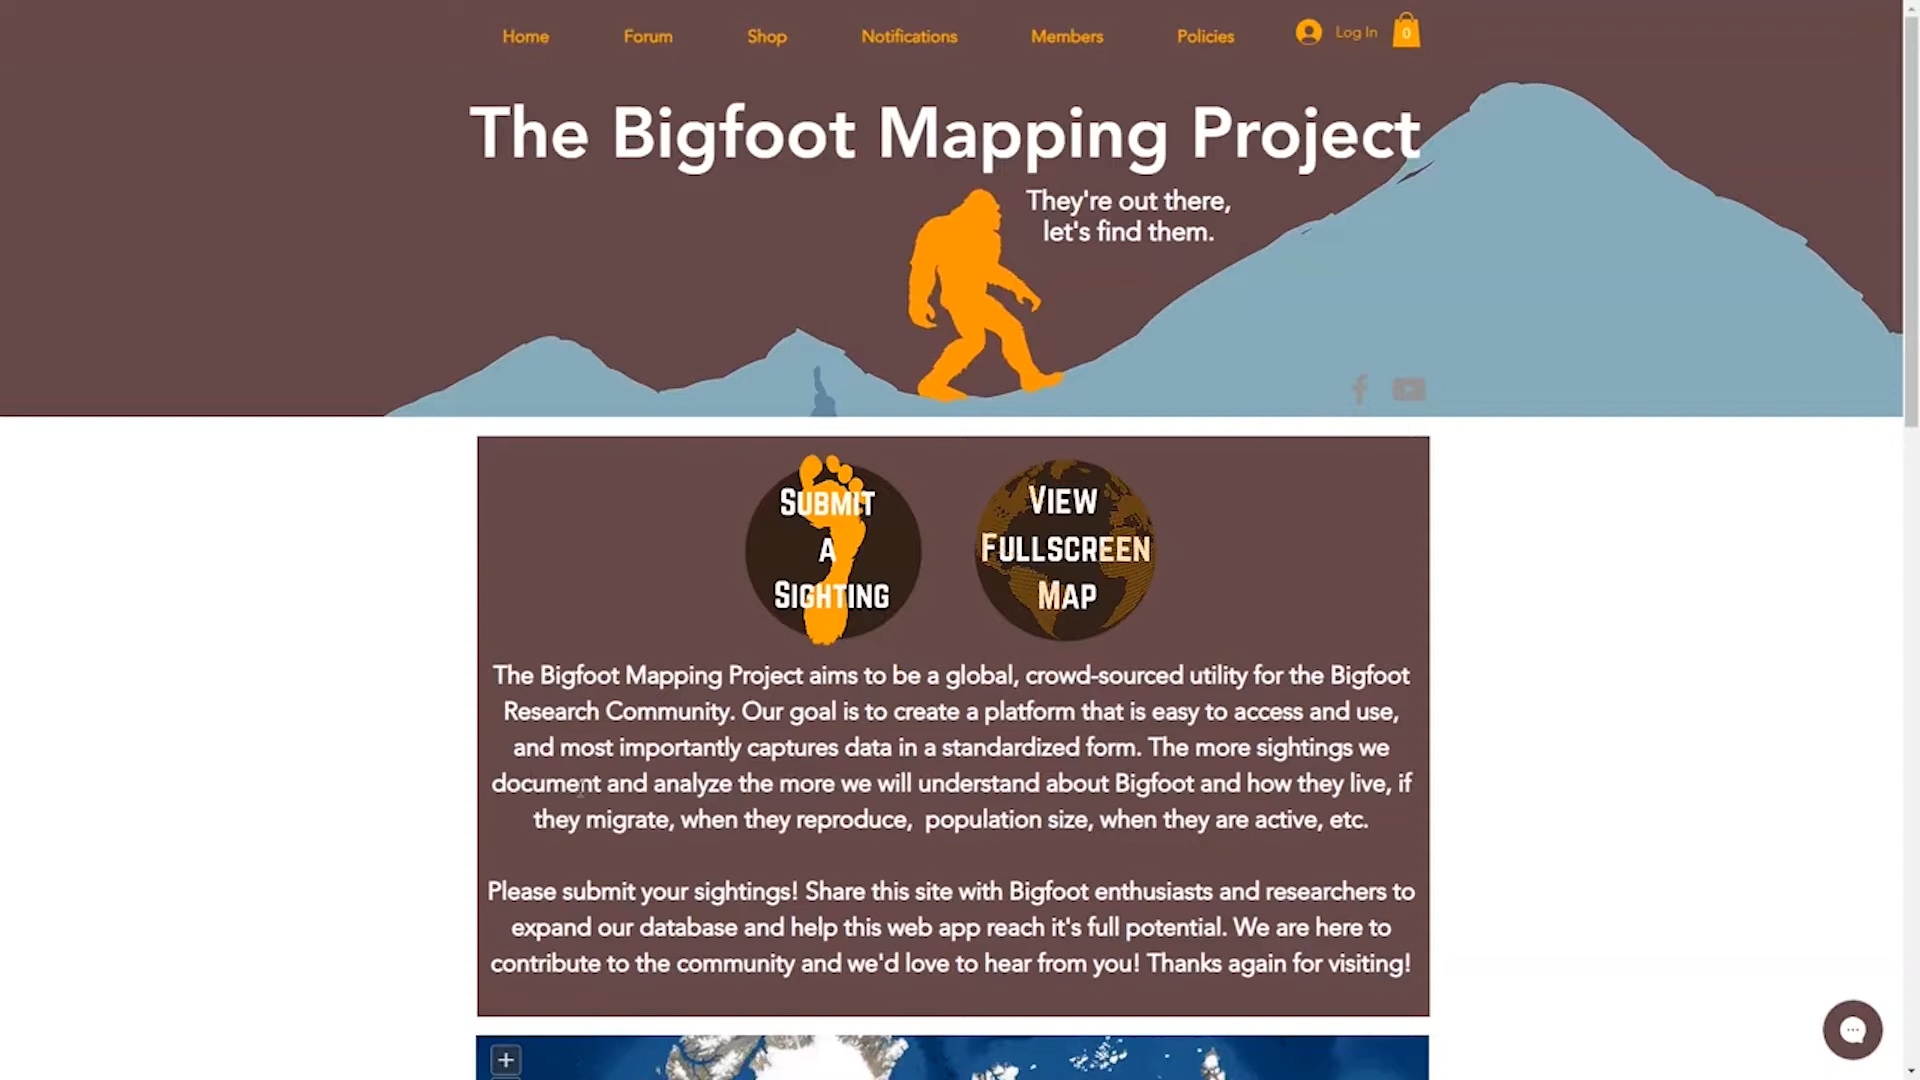 Home Forum Shop Notifications Members Policies Log In 0
The Bigfoot Mapping Project
They're out there,
let's find them.
SUBMIT
A
SIGHTING
VIEW
FULLSCREEN
MAP
The Bigfoot Mapping Project aims to be a global, crowd-sourced utility for the Bigfoot
Research Community. Our goal is to create a platform that is easy to access and use,
and most importantly captures data in a standardized form. The more sightings we
document and analyze the more we will understand about Bigfoot and how they live, if
they migrate, when they reproduce,  population size, when they are active, etc.
Please submit your sightings! Share this site with Bigfoot enthusiasts and researchers to
expand our database and help this web app reach it's full potential. We are here to
contribute to the community and we'd love to hear from you! Thanks again for visiting!
+